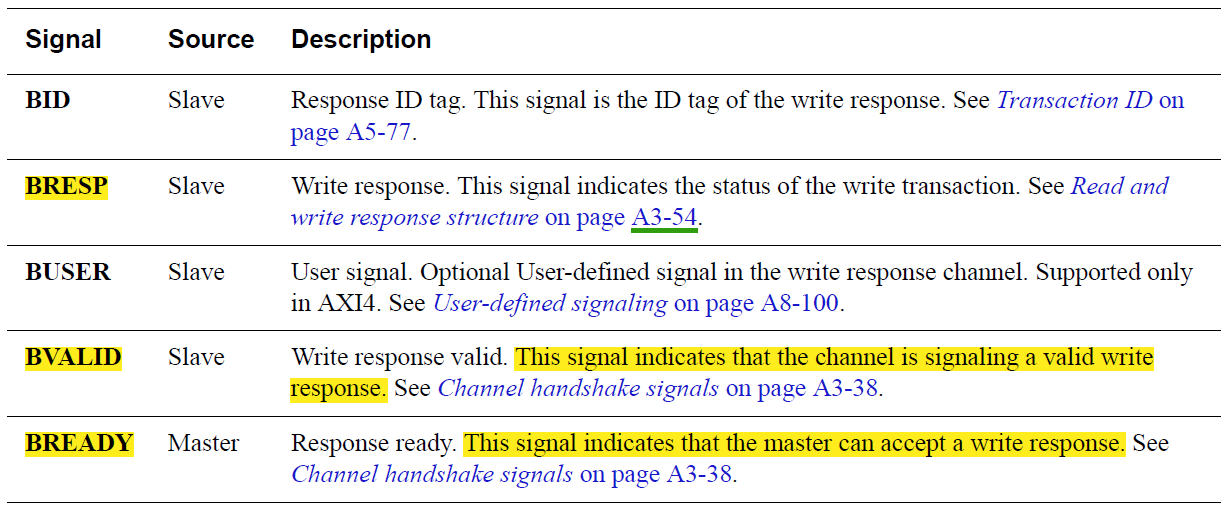 Signal Source Description
BID Slave Response ID tag. This signal is the ID tag of the write response. See Transaction ID on
page A5-77.
BRESP Slave Write response. This signal indicates the status of the write transaction. See Read and
write response structure on page A3-54.
BUSER Slave User signal. Optional User-defined signal in the write response channel. Supported only
in AXI4. See User-defined signaling on page A8-100.
BVALID Slave Write response valid. This signal indicates that the channel is signaling a valid write
response. See Channel handshake signals on page A3-38.
BREADY Master Response ready. This signal indicates that the master can accept a write response. See
Channel handshake signals on page A3-38.